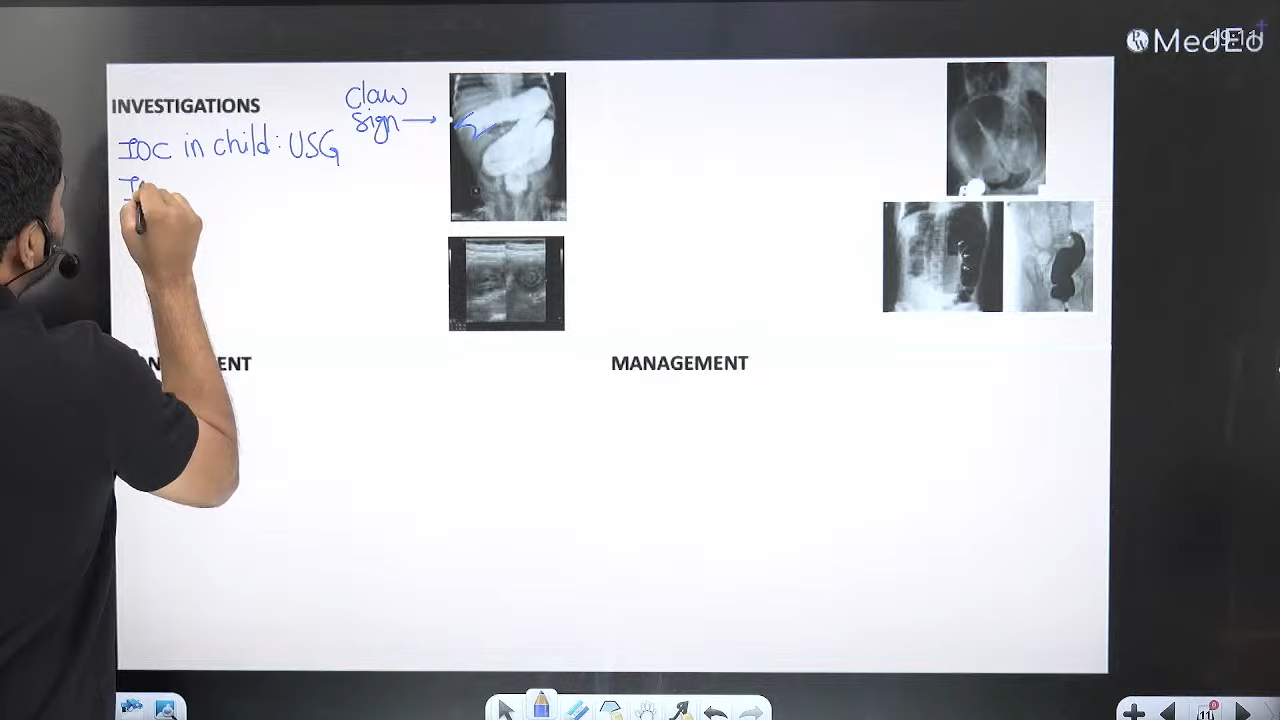 MedEd
INVESTIGATIONS
Claw
sign →
IOC in child: USG
MANAGEMENT